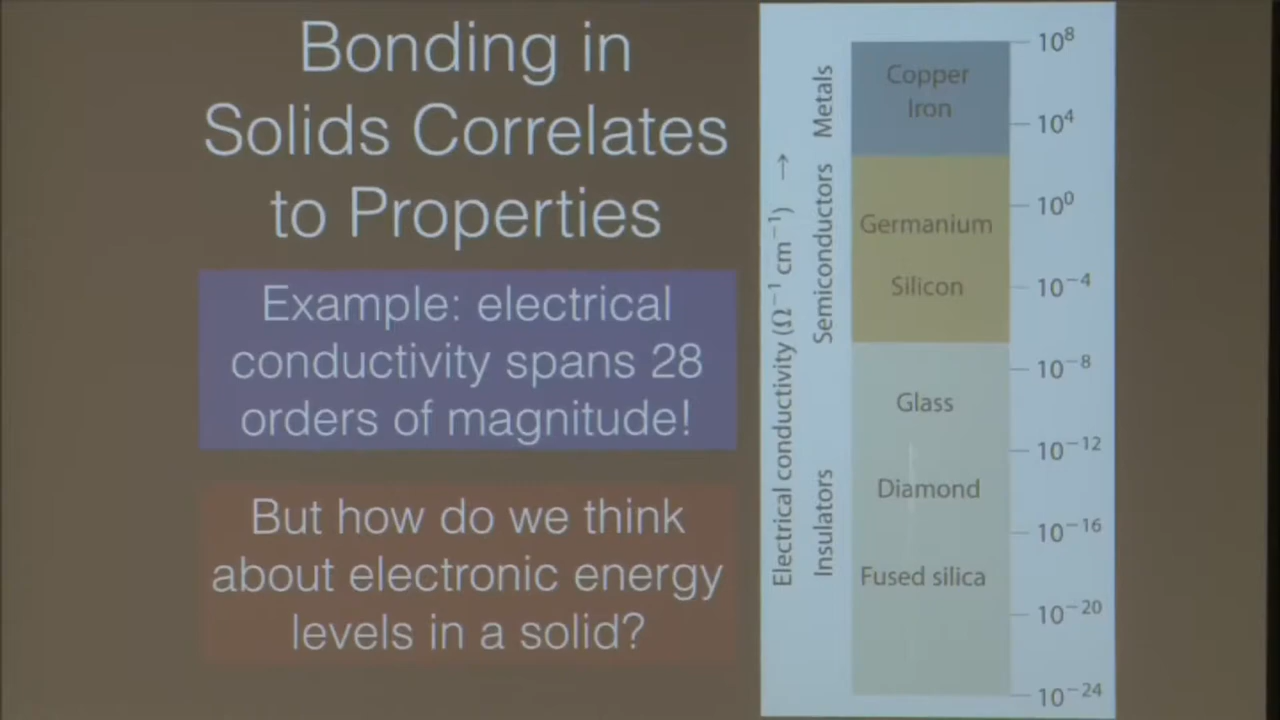 Bonding in
Solids Correlates
to Properties
Example: electrical
conductivity spans 28
orders of magnitude!
But how do we think
about electronic energy
levels in a solid?
Electrical conductivity (Ω⁻¹ cm⁻¹) →
Metals
Semiconductors
Insulators
Copper
Iron
Germanium
Silicon
Glass
Diamond
Fused silica
10⁸
10⁴
10⁰
10⁻⁴
10⁻⁸
10⁻¹²
10⁻¹⁶
10⁻²⁰
10⁻²⁴